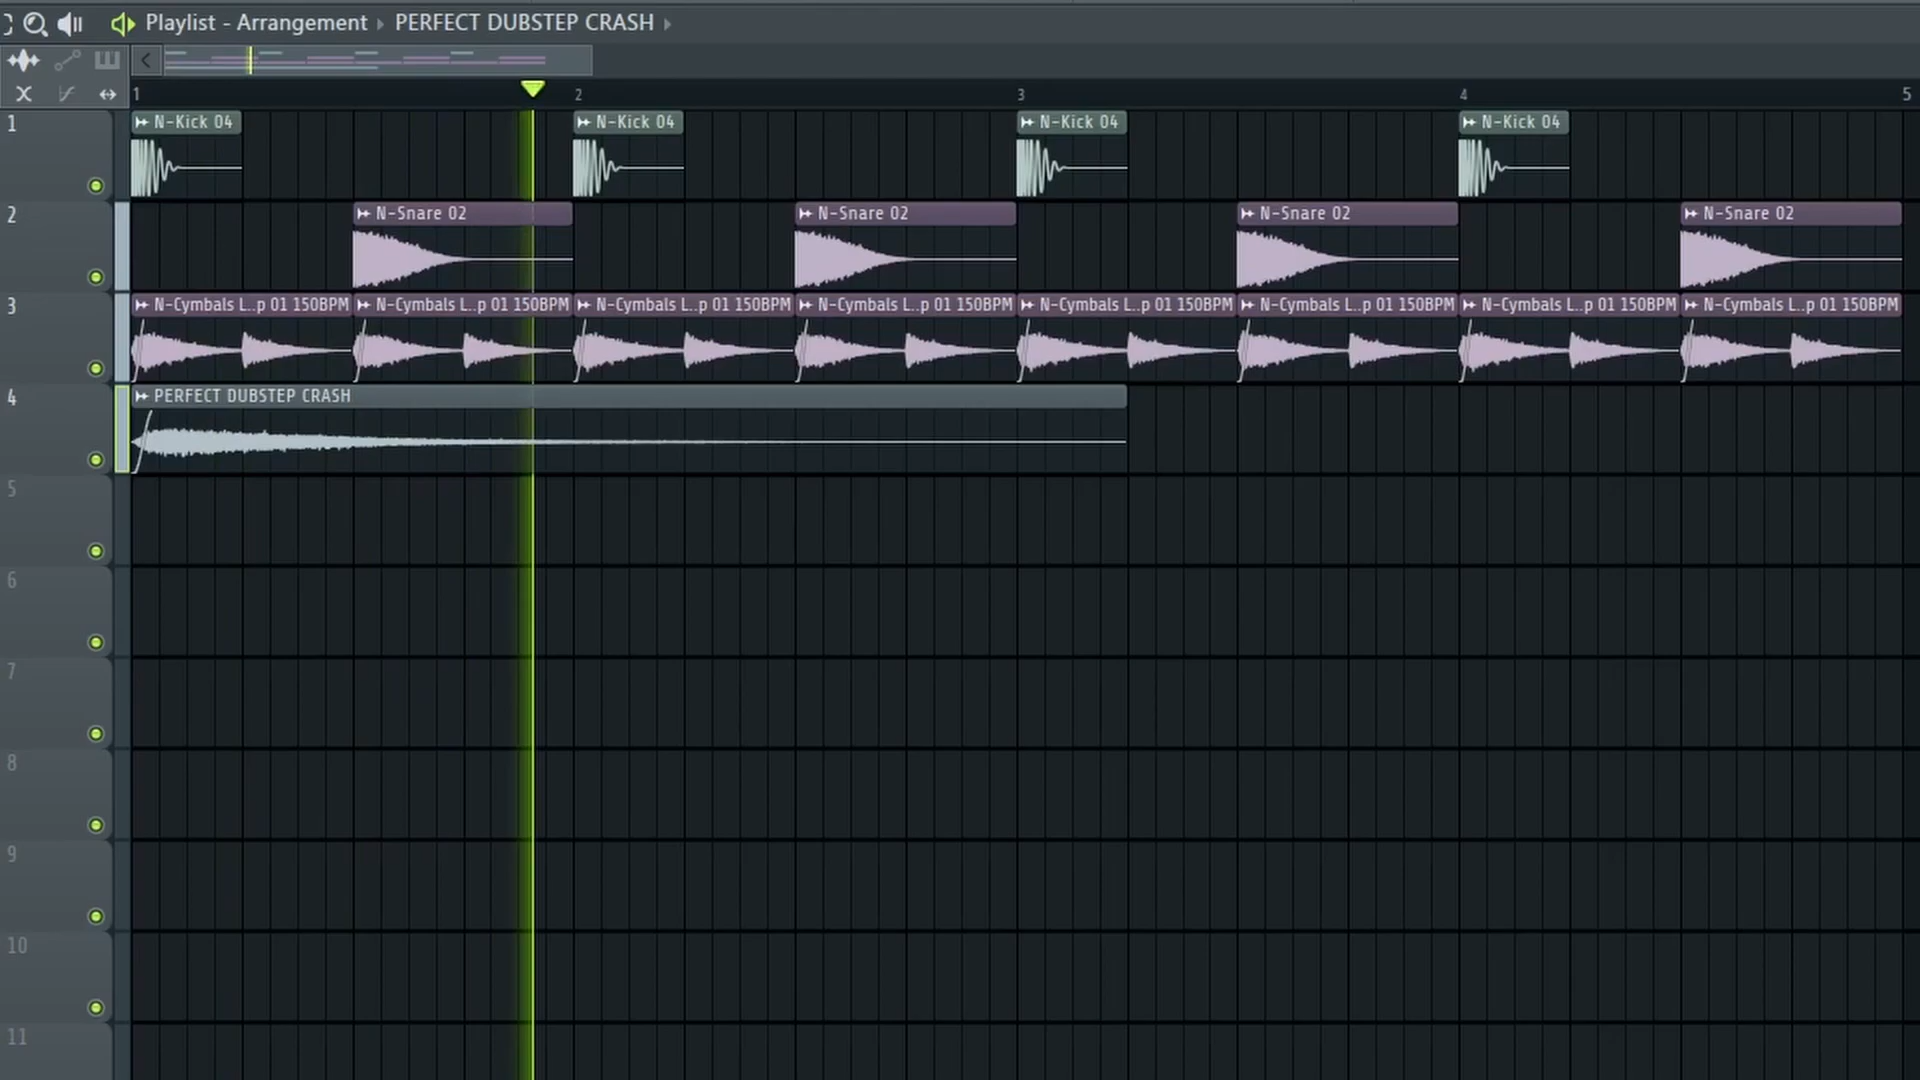 Playlist - Arrangement ▸ PERFECT DUBSTEP CRASH ▸
1 2 3 4 5
1 N-Kick 04 N-Kick 04 N-Kick 04 N-Kick 04
2 N-Snare 02 N-Snare 02 N-Snare 02 N-Snare 02
3 N-Cymbals L..p 01 150BPM N-Cymbals L..p 01 150BPM N-Cymbals L..p 01 150BPM N-Cymbals L..p 01 150BPM N-Cymbals L..p 01 150BPM N-Cymbals L..p 01 150BPM N-Cymbals L..p 01 150BPM N-Cymbals L..p 01 150BPM
4 PERFECT DUBSTEP CRASH
5
6
7
8
9
10
11